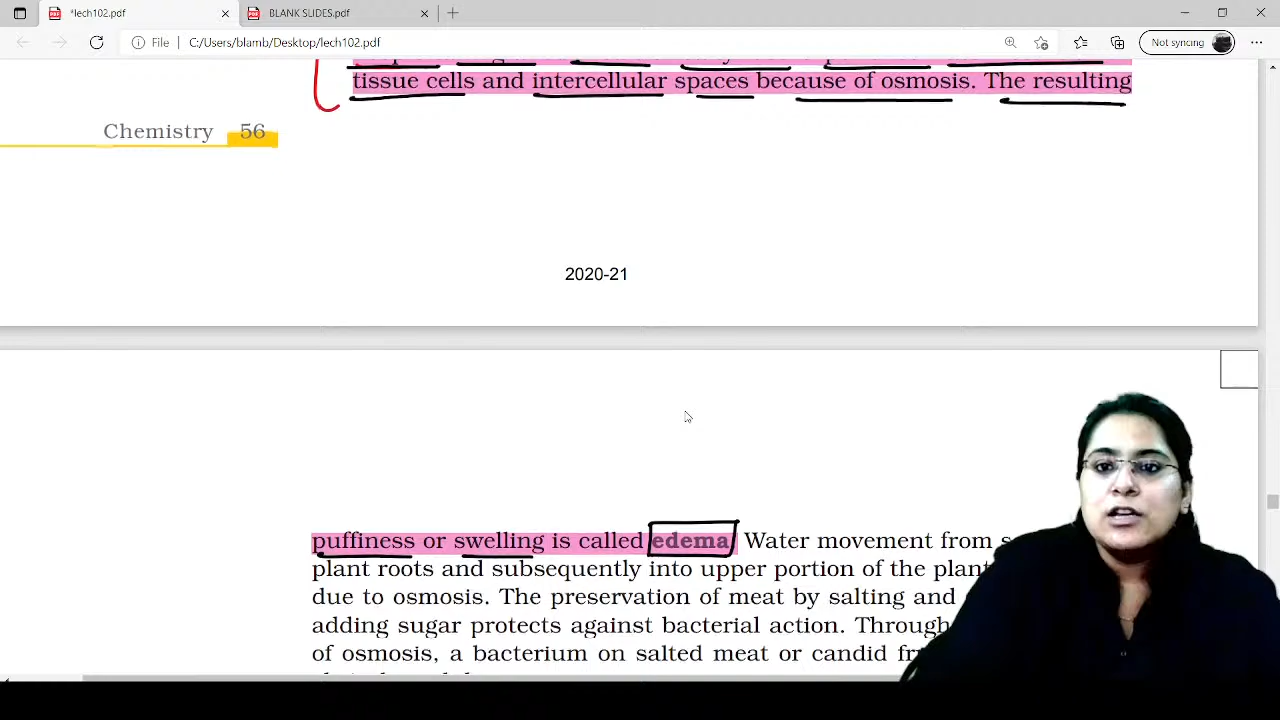 *lech102.pdf
BLANK SLIDES.pdf
File C:/Users/blamb/Desktop/lech102.pdf
Not syncing
tissue cells and intercellular spaces because of osmosis. The resulting
Chemistry 56
2020-21
puffiness or swelling is called edema. Water movement from
plant roots and subsequently into upper portion of the plant
due to osmosis. The preservation of meat by salting and
adding sugar protects against bacterial action. Through
of osmosis, a bacterium on salted meat or candid